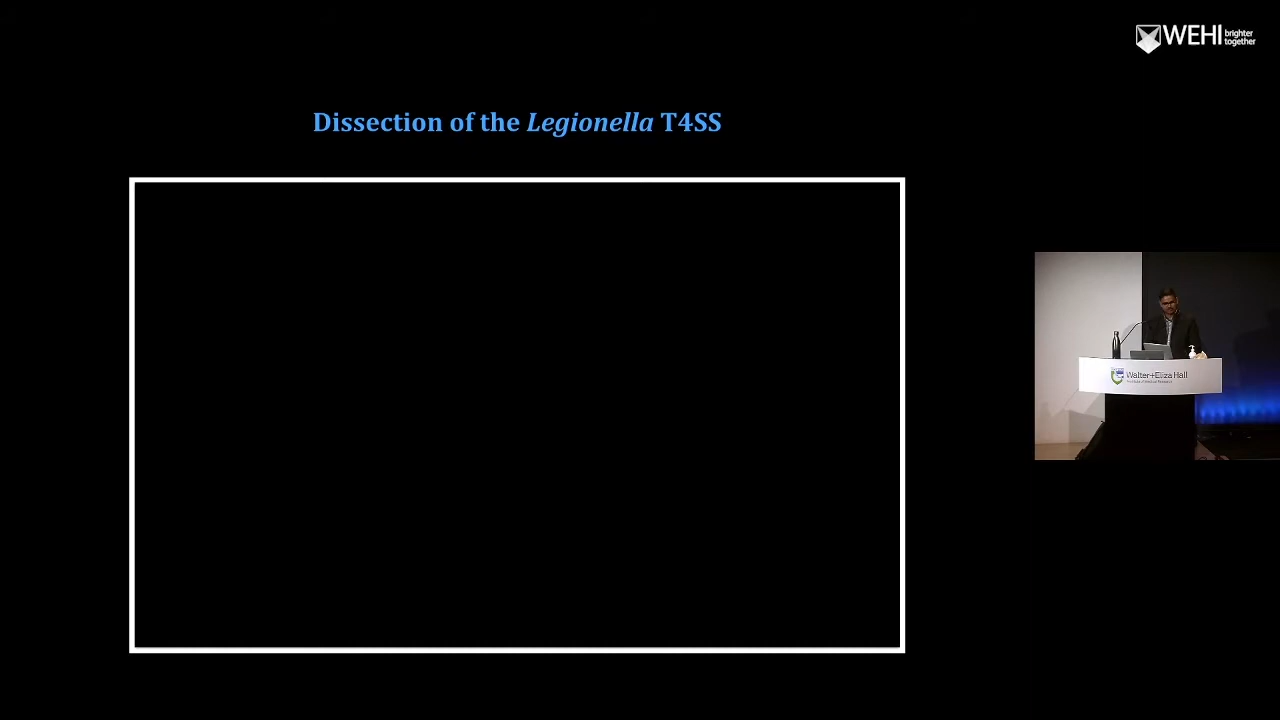 WEHI brighter together
Dissection of the Legionella T4SS
Walter+Eliza Hall